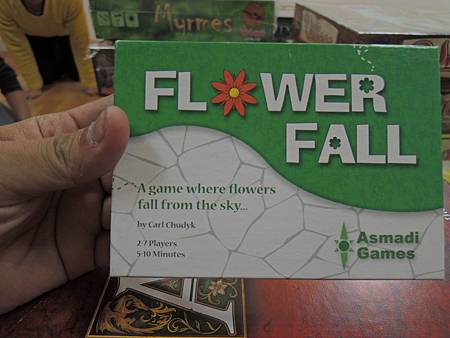 Myrmes
FLOWER
FALL
A game where flowers
fall from the sky...
by Carl Chudyk
2-7 Players
5-10 Minutes
Asmadi
Games